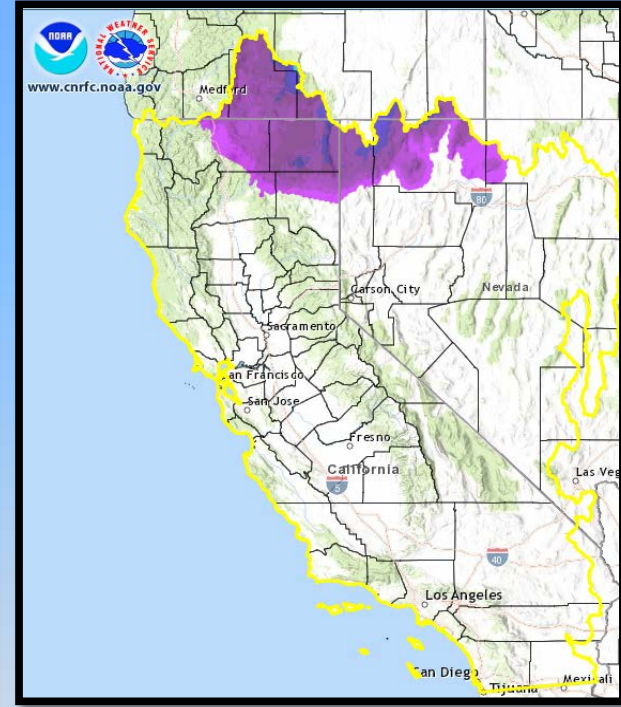 NOAA
NATIONAL WEATHER SERVICE
www.cnrfc.noaa.gov
Medford
80
Carson City
Nevada
Sacramento
an Francisco
San Jose
Fresno
California
5
Las Veg
40
Los Angeles
San Diego
Tijuana
Mexicali